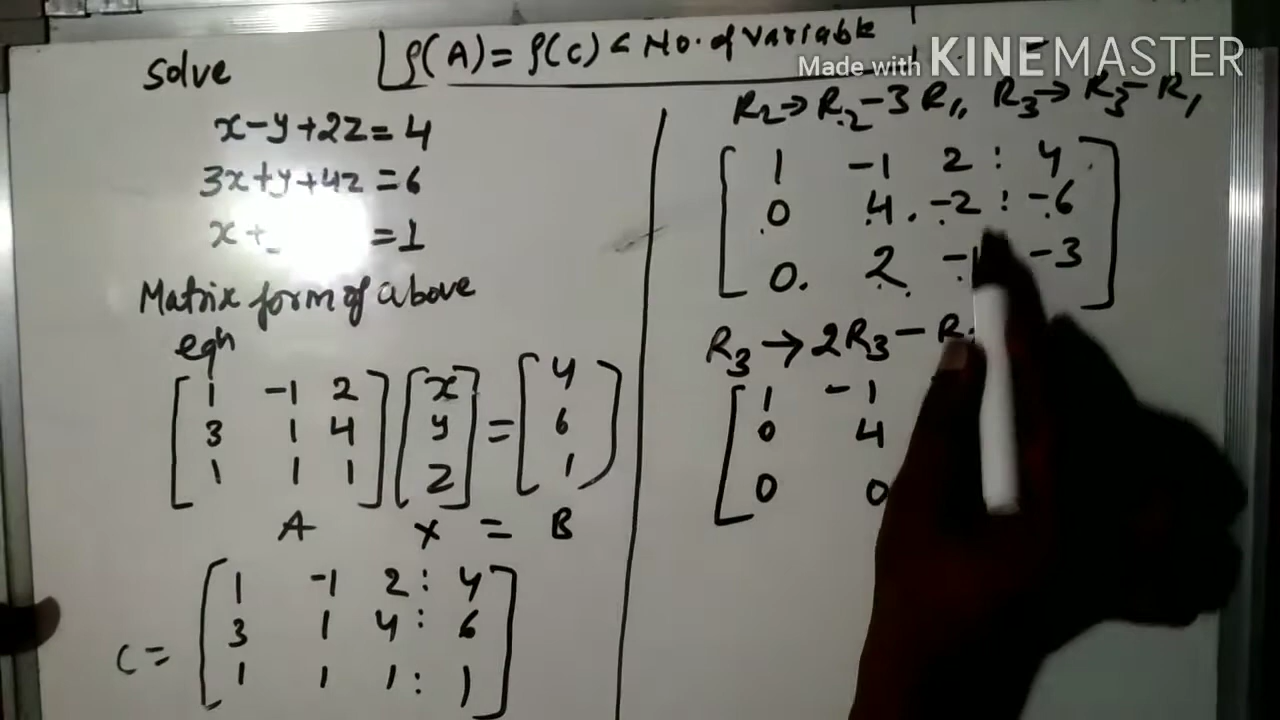 Solve
ρ(A) = ρ(C) < No. of variable
x-y+2z=4
3x+y+4z=6
x+ =1
Matrix form of above
eqn
1 -1 2 x 4
3 1 4 y = 6
1 1 1 z 1
A X = B
1 -1 2 : 4
C = 3 1 4 : 6
1 1 1 : 1
Made with KINEMASTER
R2→R2-3R1, R3→R3-R1
1 -1 2 : 4
0 4 -2 : -6
0 2 -1 -3
R3→2R3-R
1 -1
0 4
0 0